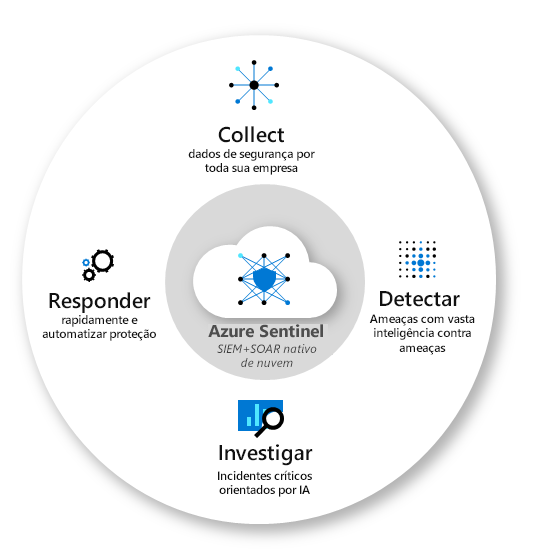 Collect
dados de segurança por
toda sua empresa
Responder
rapidamente e
automatizar proteção
Azure Sentinel
SIEM+SOAR nativo
de nuvem
Detectar
Ameaças com vasta
inteligência contra
ameaças
Investigar
Incidentes críticos
orientados por IA